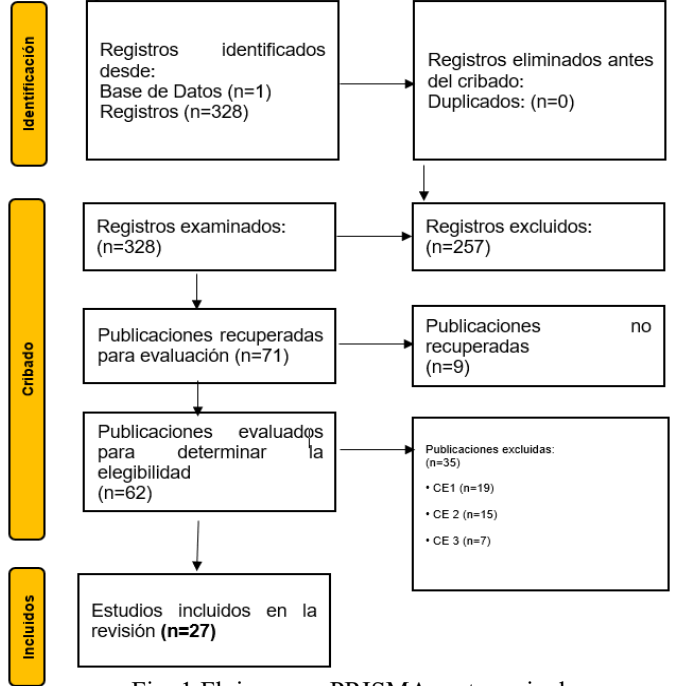 Identificación
Registros identificados
desde:
Base de Datos (n=1)
Registros (n=328)
Registros eliminados antes
del cribado:
Duplicados: (n=0)
Cribado
Registros examinados:
(n=328)
Registros excluidos:
(n=257)
Publicaciones recuperadas
para evaluación (n=71)
Publicaciones no
recuperadas
(n=9)
Publicaciones evaluados
para determinar la
elegibilidad
(n=62)
Publicaciones excluidas:
(n=35)
• CE1 (n=19)
• CE 2 (n=15)
• CE 3 (n=7)
Incluidos
Estudios incluidos en la
revisión (n=27)
Fig. 1 PRISMA